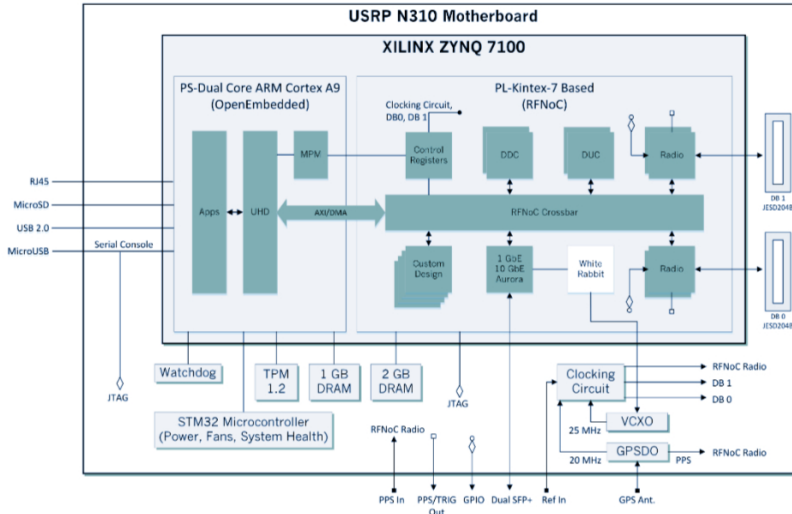 USRP N310 Motherboard
XILINX ZYNQ 7100
PS-Dual Core ARM Cortex A9
(OpenEmbedded)
PL-Kintex-7 Based
(RFNoC)
Clocking Circuit,
DB0, DB 1
MPM
Control
Registers
DDC
DUC
Radio
DB 1
JESD204B
RJ45
MicroSD
USB 2.0
MicroUSB
Serial Console
Apps
UHD
AXI/DMA
RFNoC Crossbar
Custom
Design
1 GbE
10 GbE
Aurora
White
Rabbit
Radio
DB 0
JESD204B
JTAG
Watchdog
TPM
1.2
1 GB
DRAM
2 GB
DRAM
JTAG
STM32 Microcontroller
(Power, Fans, System Health)
Clocking
Circuit
RFNoC Radio
DB 1
DB 0
25 MHz
VCXO
20 MHz
GPSDO
PPS
RFNoC Radio
RFNoC Radio
PPS In
PPS/TRIG
Out
GPIO
Dual SFP+
Ref In
GPS Ant.